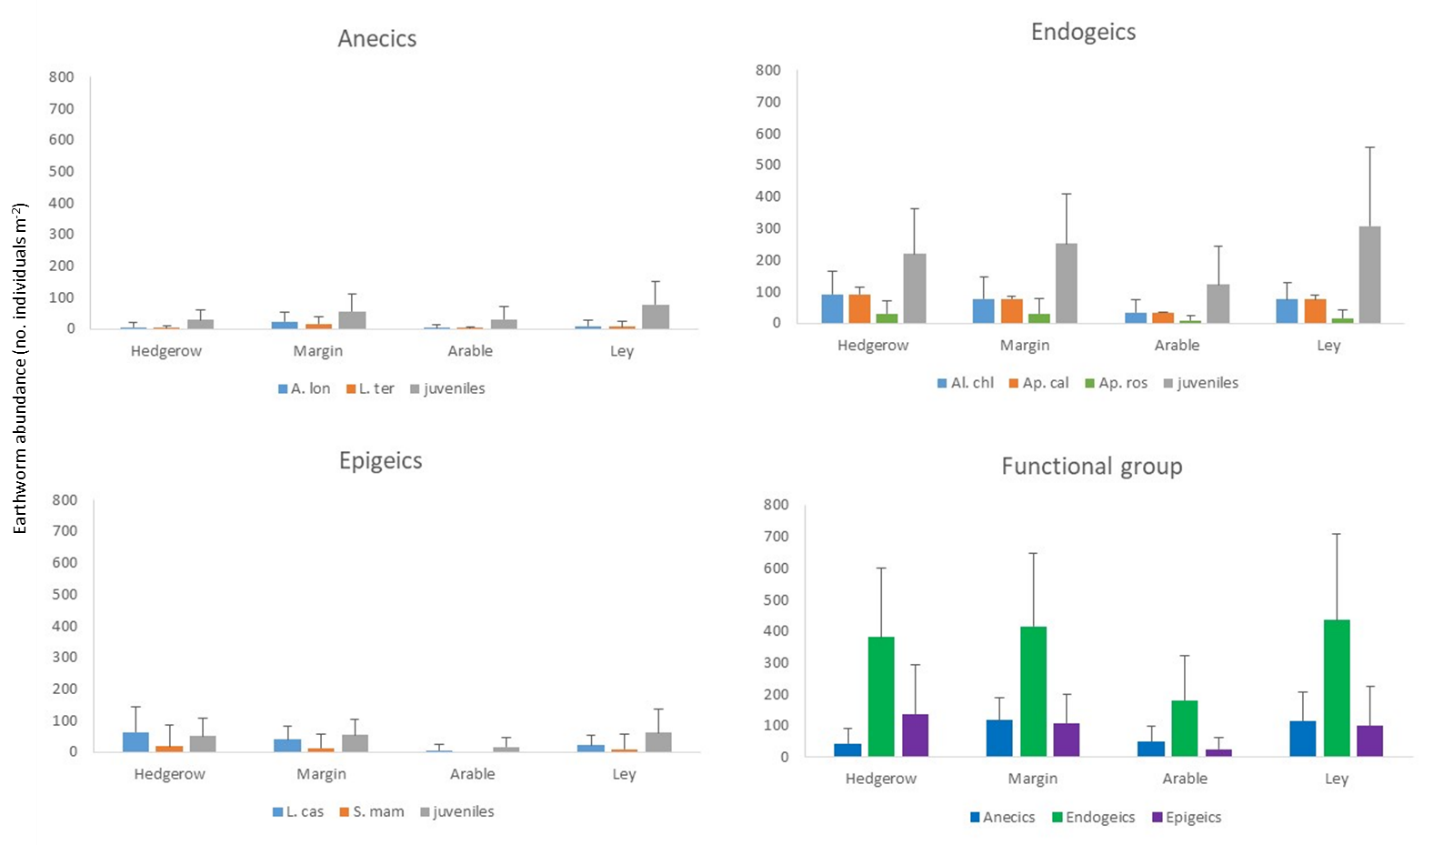 Earthworm abundance (no. individuals m-2)
Anecics
800
700
600
500
400
300
200
100
0
Hedgerow Margin Arable Ley
A. lon L. ter juveniles
Endogeics
800
700
600
500
400
300
200
100
0
Hedgerow Margin Arable Ley
Al. chl Ap. cal Ap. ros juveniles
Epigeics
800
700
600
500
400
300
200
100
0
Hedgerow Margin Arable Ley
L. cas S. mam juveniles
Functional group
800
700
600
500
400
300
200
100
0
Hedgerow Margin Arable Ley
Anecics Endogeics Epigeics